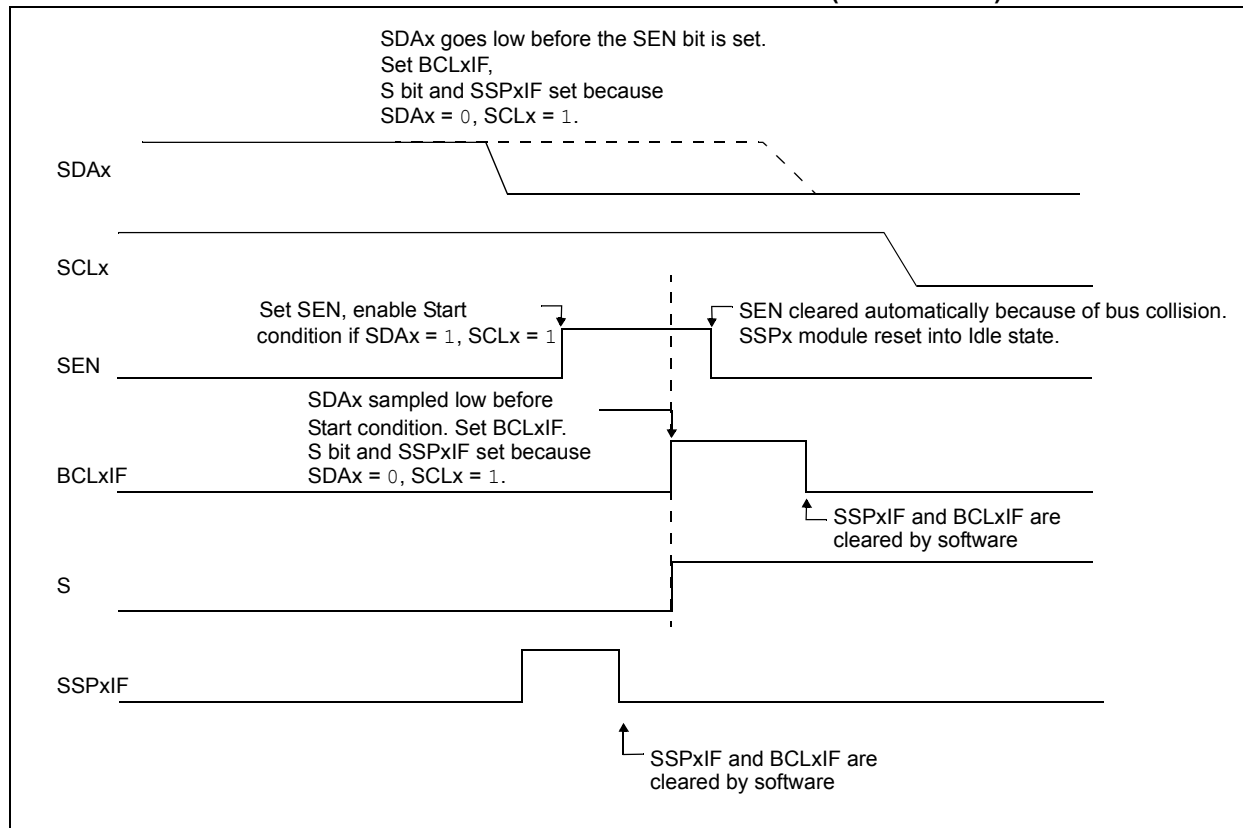 SDAx goes low before the SEN bit is set.
Set BCLxIF,
S bit and SSPxIF set because
SDAx = 0, SCLx = 1.
SDAx
SCLx
Set SEN, enable Start
condition if SDAx = 1, SCLx = 1
SEN cleared automatically because of bus collision.
SSPx module reset into Idle state.
SEN
SDAx sampled low before
Start condition. Set BCLxIF.
S bit and SSPxIF set because
SDAx = 0, SCLx = 1.
BCLxIF
SSPxIF and BCLxIF are
cleared by software
S
SSPxIF
SSPxIF and BCLxIF are
cleared by software